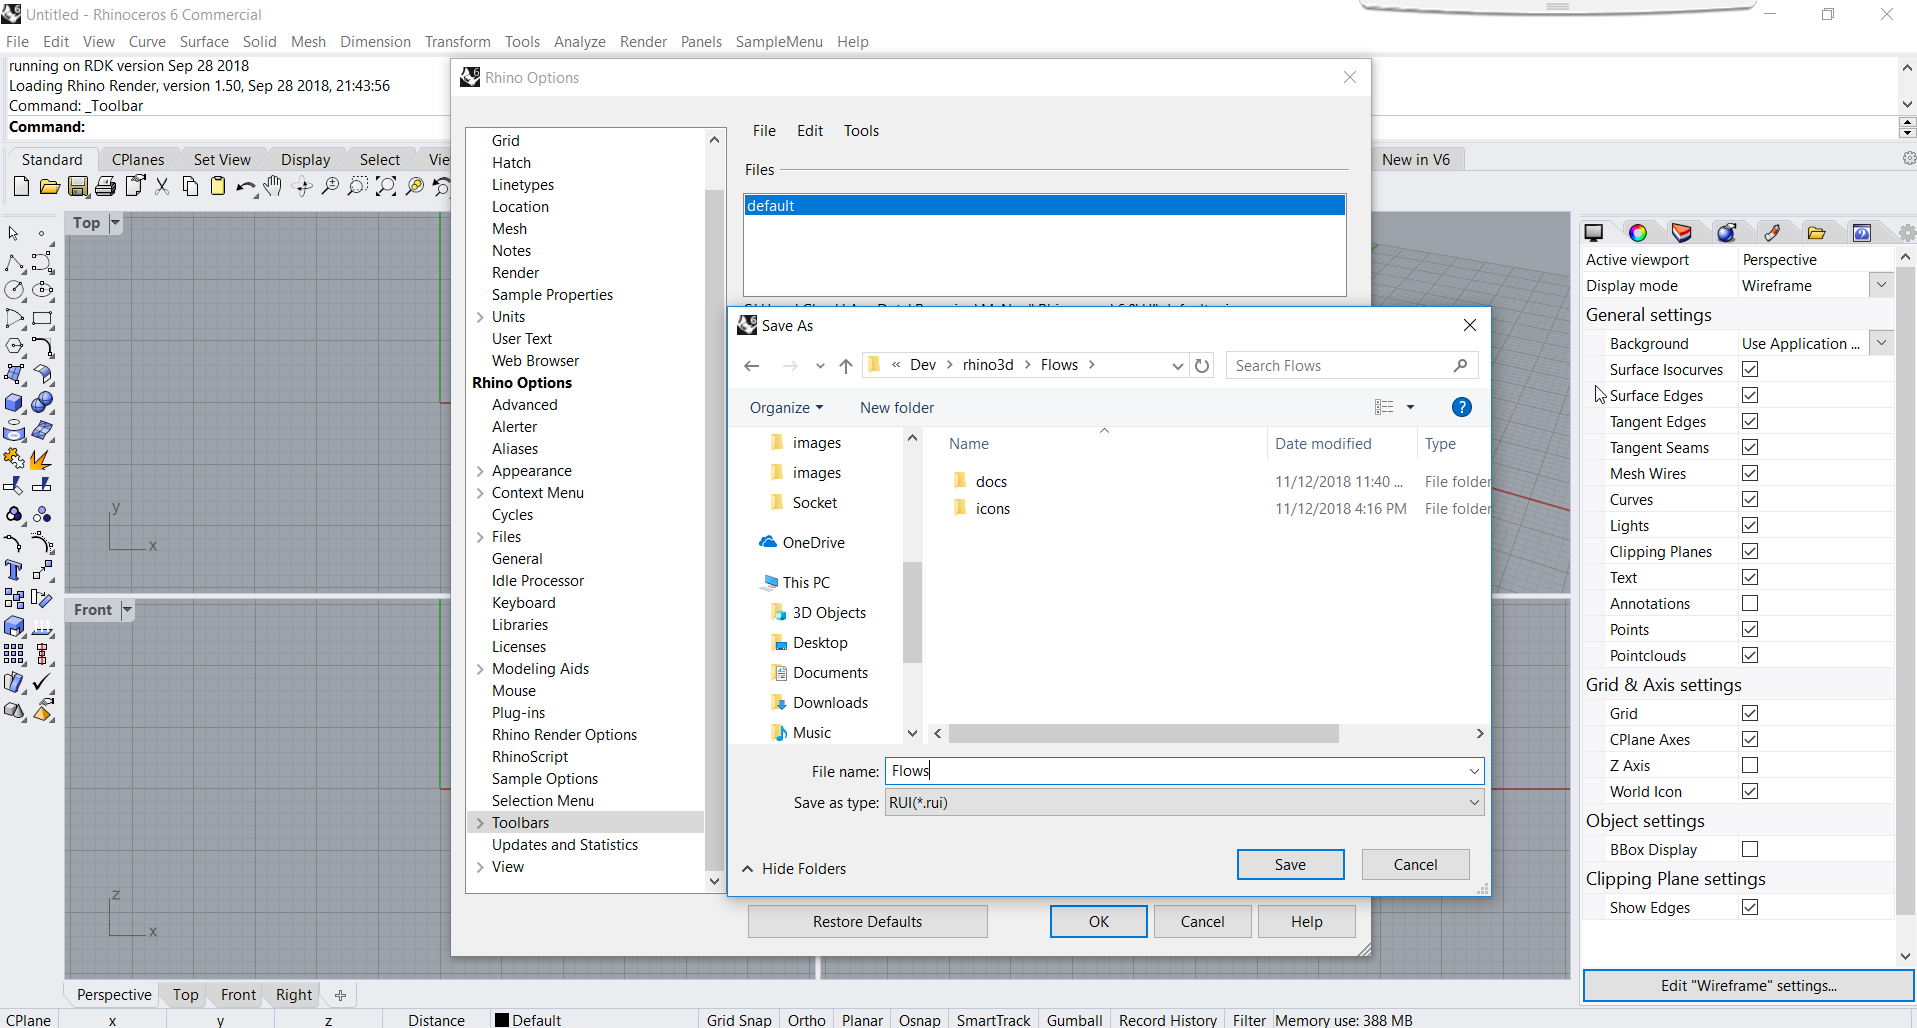 Untitled - Rhinoceros 6 Commercial
File Edit View Curve Surface Solid Mesh Dimension Transform Tools Analyze Render Panels SampleMenu Help
running on RDK version Sep 28 2018
Loading Rhino Render, version 1.50, Sep 28 2018, 21:43:56
Command: _Toolbar
Command:
Standard CPlanes Set View Display Select Vie
New in V6
Top
y
x
Front
z
x
Rhino Options
Grid
Hatch
Linetypes
Location
Mesh
Notes
Render
Sample Properties
Units
User Text
Web Browser
Rhino Options
Advanced
Alerter
Aliases
Appearance
Context Menu
Cycles
Files
General
Idle Processor
Keyboard
Libraries
Licenses
Modeling Aids
Mouse
Plug-ins
Rhino Render Options
RhinoScript
Sample Options
Selection Menu
Toolbars
Updates and Statistics
View
File Edit Tools
Files
default
Save As
« Dev > rhino3d > Flows >
Search Flows
Organize New folder
images
images
Socket
OneDrive
This PC
3D Objects
Desktop
Documents
Downloads
Music
Name Date modified Type
docs 11/12/2018 11:40 ... File folder
icons 11/12/2018 4:16 PM File folder
File name: Flows
Save as type: RUI(*.rui)
Hide Folders
Save Cancel
Restore Defaults OK Cancel Help
Active viewport Perspective
Display mode Wireframe
General settings
Background Use Application ...
Surface Isocurves
Surface Edges
Tangent Edges
Tangent Seams
Mesh Wires
Curves
Lights
Clipping Planes
Text
Annotations
Points
Pointclouds
Grid & Axis settings
Grid
CPlane Axes
Z Axis
World Icon
Object settings
BBox Display
Clipping Plane settings
Show Edges
Edit "Wireframe" settings...
Perspective Top Front Right
CPlane x y z Distance Default Grid Snap Ortho Planar Osnap SmartTrack Gumball Record History Filter Memory use: 388 MB